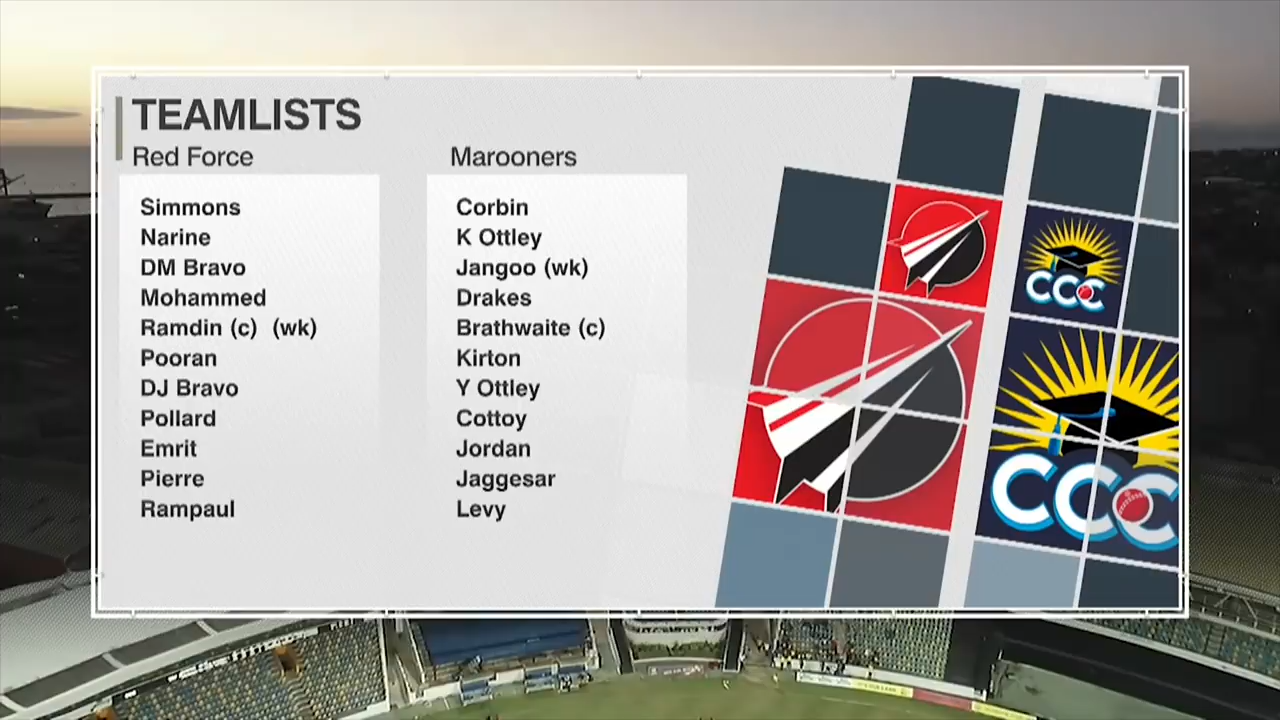 TEAMLISTS
Red Force
Simmons
Narine
DM Bravo
Mohammed
Ramdin (c) (wk)
Pooran
DJ Bravo
Pollard
Emrit
Pierre
Rampaul
Marooners
Corbin
K Ottley
Jangoo (wk)
Drakes
Brathwaite (c)
Kirton
Y Ottley
Cottoy
Jordan
Jaggesar
Levy
CCC
CCC